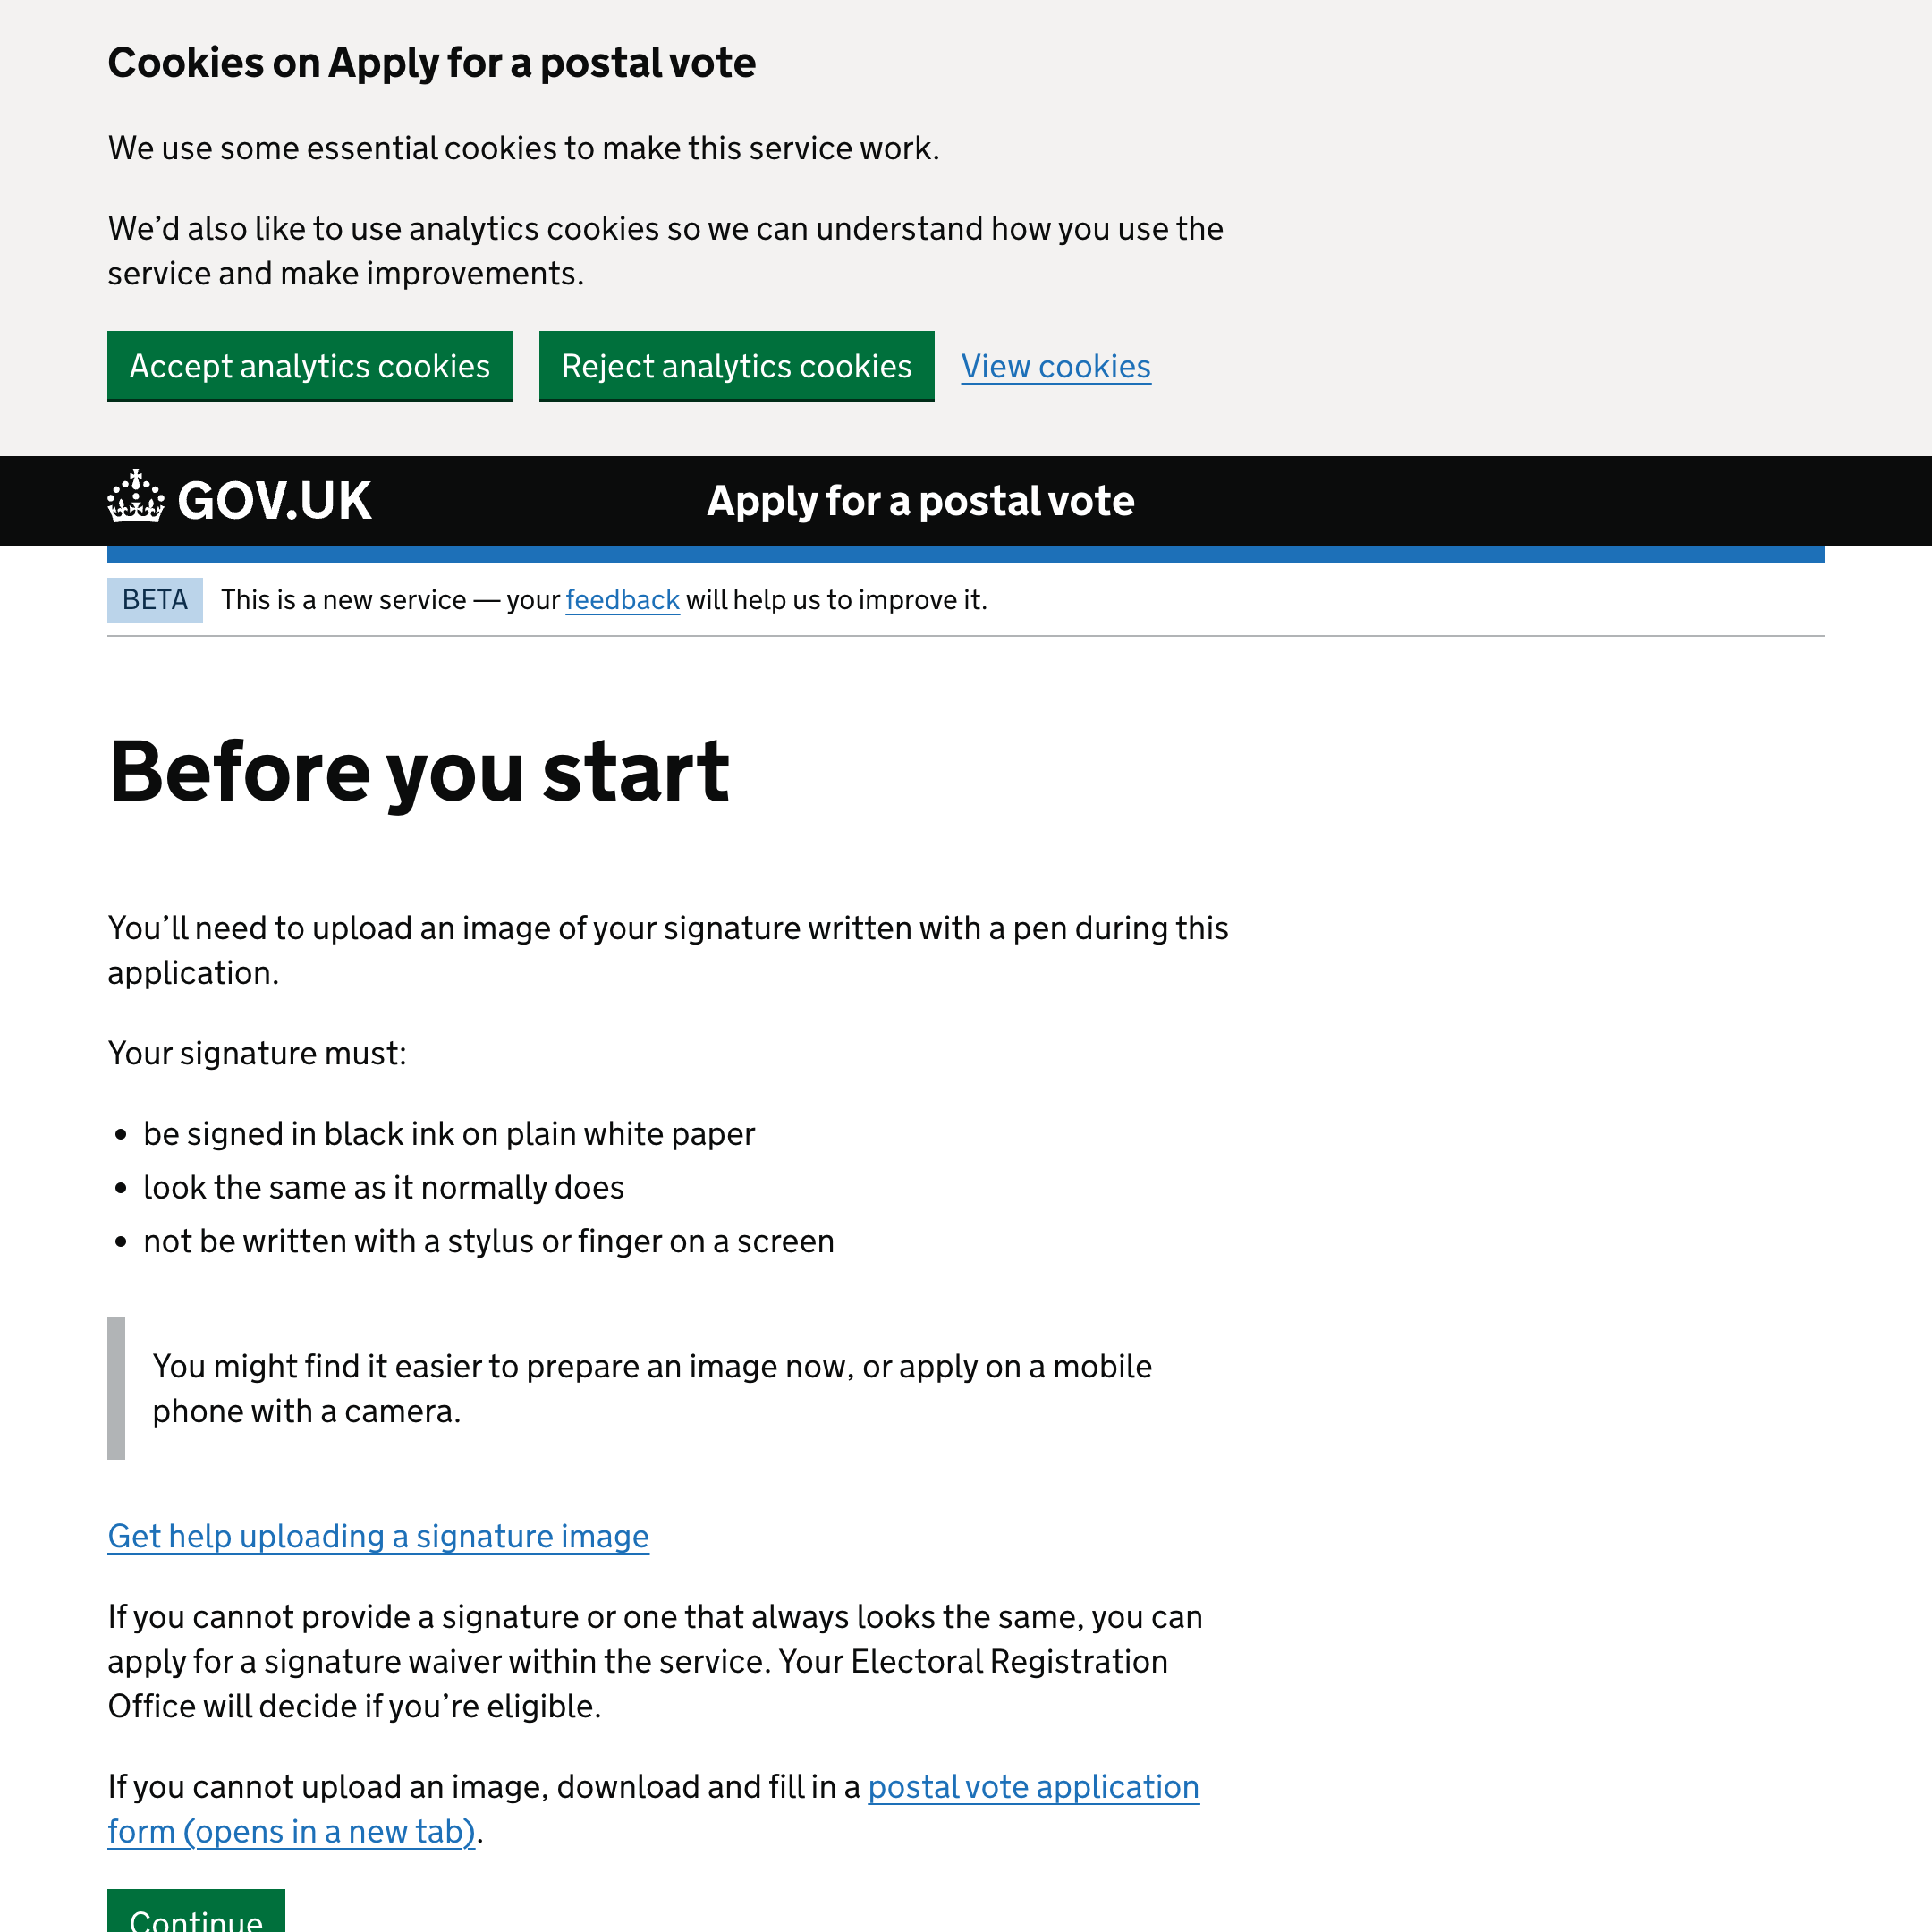 Cookies on Apply for a postal vote
We use some essential cookies to make this service work.
We’d also like to use analytics cookies so we can understand how you use the
service and make improvements.
Accept analytics cookies Reject analytics cookies View cookies
GOV.UK Apply for a postal vote
BETA This is a new service — your feedback will help us to improve it.
Before you start
You’ll need to upload an image of your signature written with a pen during this
application.
Your signature must:
• be signed in black ink on plain white paper
• look the same as it normally does
• not be written with a stylus or finger on a screen
You might find it easier to prepare an image now, or apply on a mobile
phone with a camera.
Get help uploading a signature image
If you cannot provide a signature or one that always looks the same, you can
apply for a signature waiver within the service. Your Electoral Registration
Office will decide if you’re eligible.
If you cannot upload an image, download and fill in a postal vote application
form (opens in a new tab).
Continue